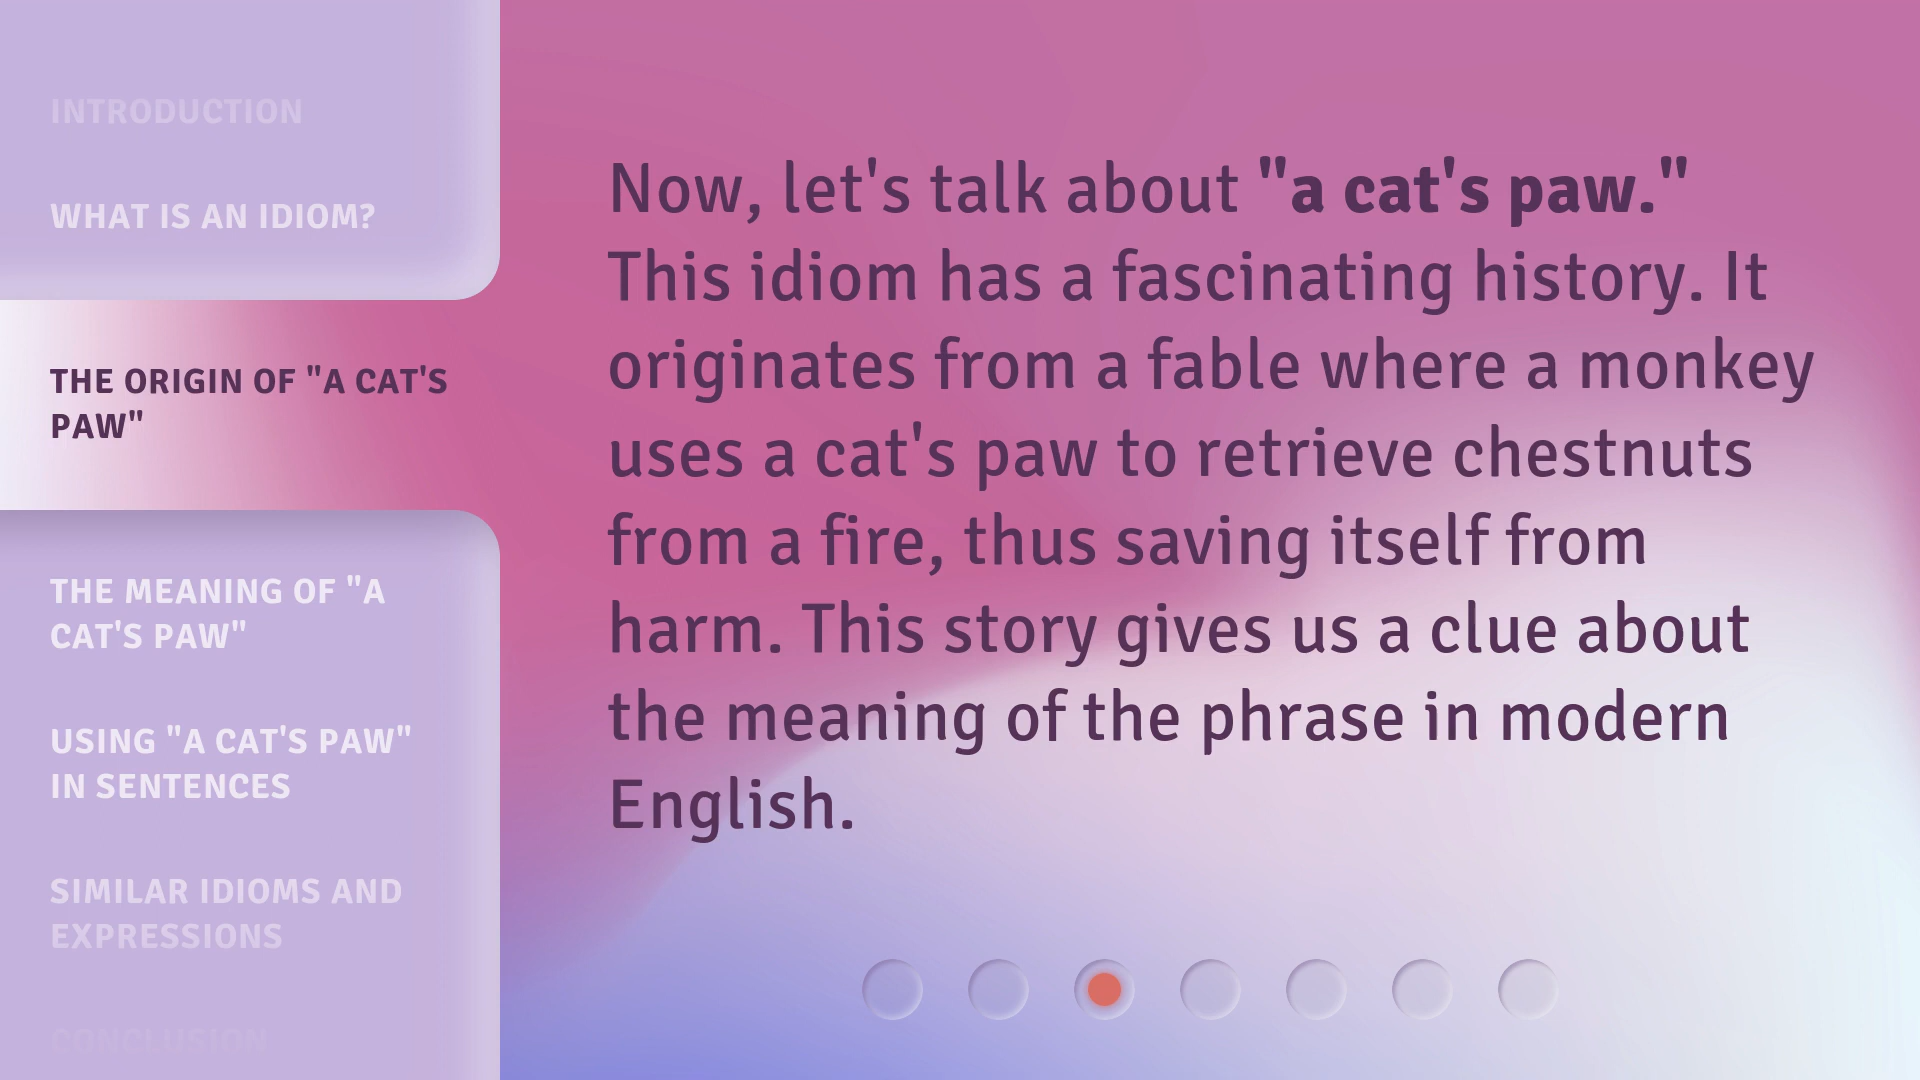 INTRODUCTION
WHAT IS AN IDIOM?
THE ORIGIN OF "A CAT'S
PAW"
THE MEANING OF "A
CAT'S PAW"
USING "A CAT'S PAW"
IN SENTENCES
SIMILAR IDIOMS AND
EXPRESSIONS
CONCLUSION
Now, let's talk about "a cat's paw."
This idiom has a fascinating history. It
originates from a fable where a monkey
uses a cat's paw to retrieve chestnuts
from a fire, thus saving itself from
harm. This story gives us a clue about
the meaning of the phrase in modern
English.